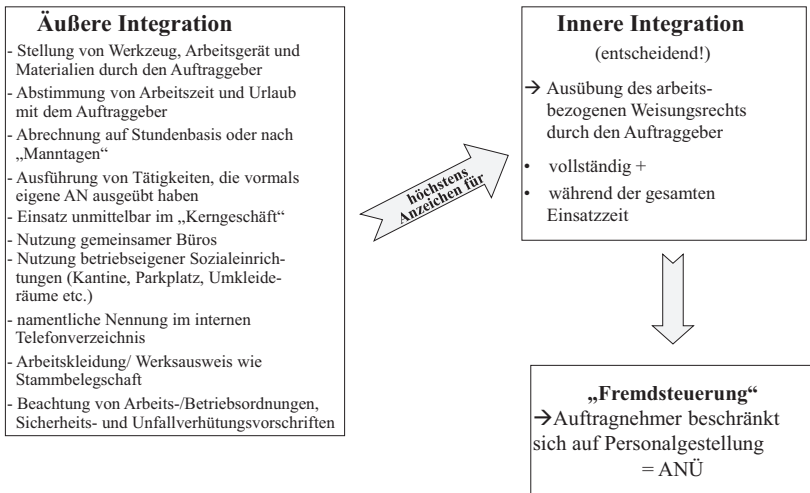 Äußere Integration
- Stellung von Werkzeug, Arbeitsgerät und
Materialien durch den Auftraggeber
- Abstimmung von Arbeitszeit und Urlaub
mit dem Auftraggeber
- Abrechnung auf Stundenbasis oder nach
„Manntagen“
- Ausführung von Tätigkeiten, die vormals
eigene AN ausgeübt haben
- Einsatz unmittelbar im „Kerngeschäft“
- Nutzung gemeinsamer Büros
- Nutzung betriebseigener Sozialeinrich-
tungen (Kantine, Parkplatz, Umkleide-
räume etc.)
- namentliche Nennung im internen
Telefonverzeichnis
- Arbeitskleidung/ Werksausweis wie
Stammbelegschaft
- Beachtung von Arbeits-/Betriebsordnungen,
Sicherheits- und Unfallverhütungsvorschriften
höchstens
Anzeichen für
Innere Integration
(entscheidend!)
→ Ausübung des arbeits-
bezogenen Weisungsrechts
durch den Auftraggeber
• vollständig +
• während der gesamten
Einsatzzeit
„Fremdsteuerung“
→Auftragnehmer beschränkt
sich auf Personalgestellung
= ANÜ